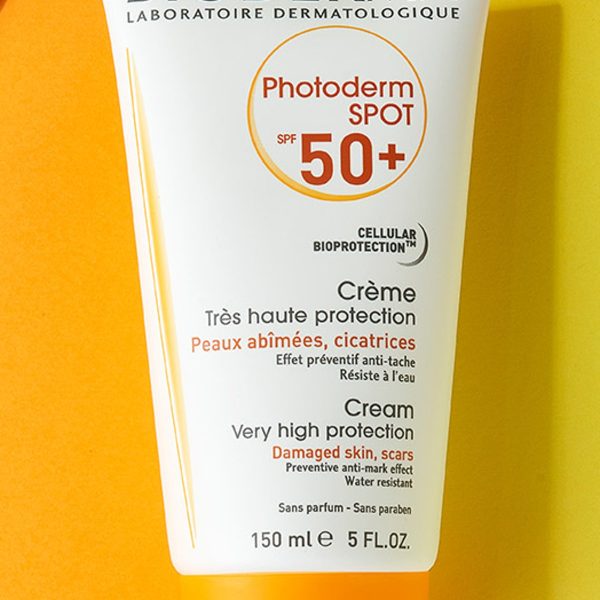 LABORATOIRE DERMATOLOGIQUE
Photoderm
SPOT
SPF 50+
CELLULAR
BIOPROTECTION™
Crème
Très haute protection
Peaux abîmées, cicatrices
Effet préventif anti-tache
Résiste à l'eau
Cream
Very high protection
Damaged skin, scars
Preventive anti-mark effect
Water resistant
Sans parfum - Sans paraben
150 ml e 5 FL.OZ.